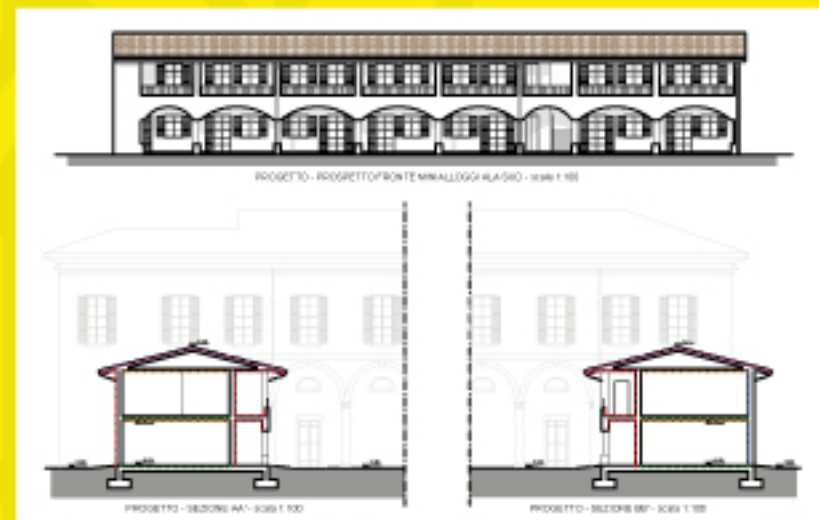 PROGETTO - PROSPETTO FRONTE MINIALLOGGI ALA SUD - scala 1:100
PROGETTO - SEZIONE AA' - scala 1:100
PROGETTO - SEZIONE BB' - scala 1:100